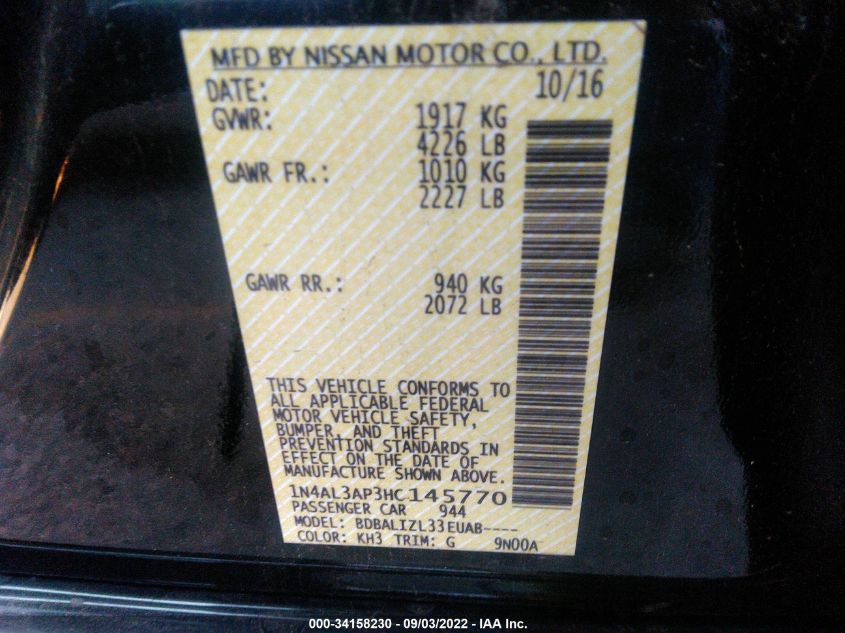 MFD BY NISSAN MOTOR CO., LTD.
DATE: 10/16
GVWR: 1917 KG
4226 LB
GAWR FR.: 1010 KG
2227 LB
GAWR RR.: 940 KG
2072 LB
THIS VEHICLE CONFORMS TO
ALL APPLICABLE FEDERAL
MOTOR VEHICLE SAFETY,
BUMPER, AND THEFT
PREVENTION STANDARDS IN
EFFECT ON THE DATE OF
MANUFACTURE SHOWN ABOVE.
1N4AL3AP3HC145770
PASSENGER CAR 944
MODEL: BDBALIZL33EUAB----
COLOR: KH3 TRIM: G 9N00A
000-34158230 - 09/03/2022 - IAA Inc.